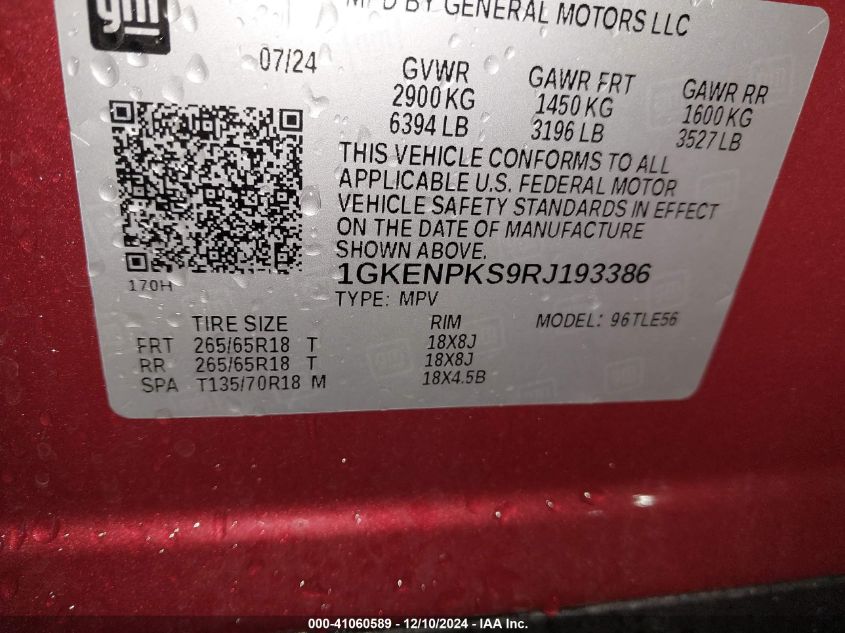 gm
MFD BY GENERAL MOTORS LLC
07/24
GVWR
2900 KG
6394 LB
GAWR FRT
1450 KG
3196 LB
GAWR RR
1600 KG
3527 LB
THIS VEHICLE CONFORMS TO ALL
APPLICABLE U.S. FEDERAL MOTOR
VEHICLE SAFETY STANDARDS IN EFFECT
ON THE DATE OF MANUFACTURE
SHOWN ABOVE.
170H
1GKENPKS9RJ193386
TYPE: MPV
TIRE SIZE RIM MODEL: 96TLE56
FRT 265/65R18 T 18X8J
RR 265/65R18 T 18X8J
SPA T135/70R18 M 18X4.5B
000-41060589 - 12/10/2024 - IAA Inc.